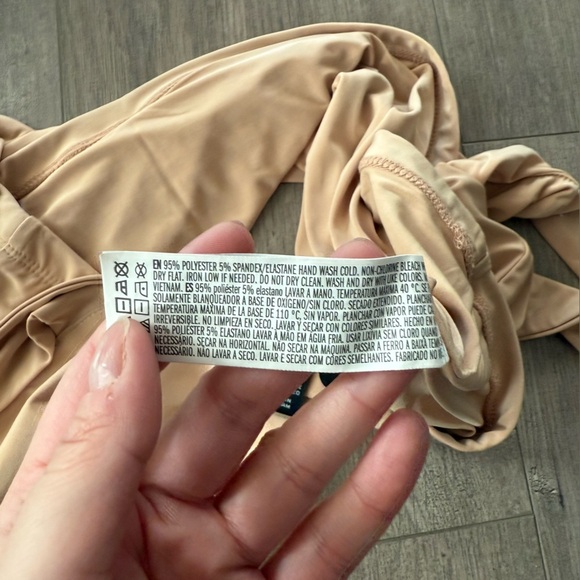 EN 95% POLYESTER 5% SPANDEX/ELASTANE HAND WASH COLD. NON-CHLORINE BLEACH
DRY FLAT. IRON LOW IF NEEDED. DO NOT DRY CLEAN. WASH AND DRY WITH LIKE COLORS.
VIETNAM. ES 95% poliéster 5% elastano LAVAR A MANO. TEMPERATURA MÁXIMA 40 °C. SE
SOLAMENTE BLANQUEADOR A BASE DE OXÍGENO/SIN CLORO. SECADO EXTENDIDO. PLANCHAR
TEMPERATURA MÁXIMA DE LA BASE DE 110 °C, SIN VAPOR. PLANCHAR CON VAPOR PUEDE
IRREVERSIBLE. NO LIMPIEZA EN SECO. LAVAR Y SECAR CON COLORES SIMILARES. HECHO EN
95% POLIÉSTER 5% ELASTANO LAVAR À MÃO EM ÁGUA FRIA. USAR LIXÍVIA SEM CLORO QUANDO
NECESSÁRIO. SECAR NA HORIZONTAL. NÃO SECAR NA MÁQUINA. PASSAR A FERRO A BAIXA
NECESSÁRIO. NÃO LAVAR A SECO. LAVAR E SECAR COM CORES SEMELHANTES. FABRICADO NO